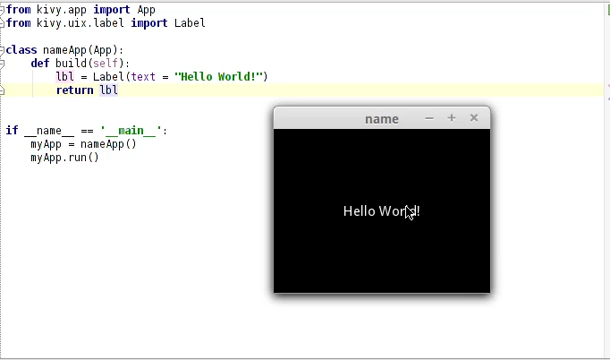 from kivy.app import App
from kivy.uix.label import Label
class nameApp(App):
def build(self):
lbl = Label(text = "Hello World!")
return lbl
if __name__ == '__main__':
myApp = nameApp()
myApp.run()
name
Hello World!